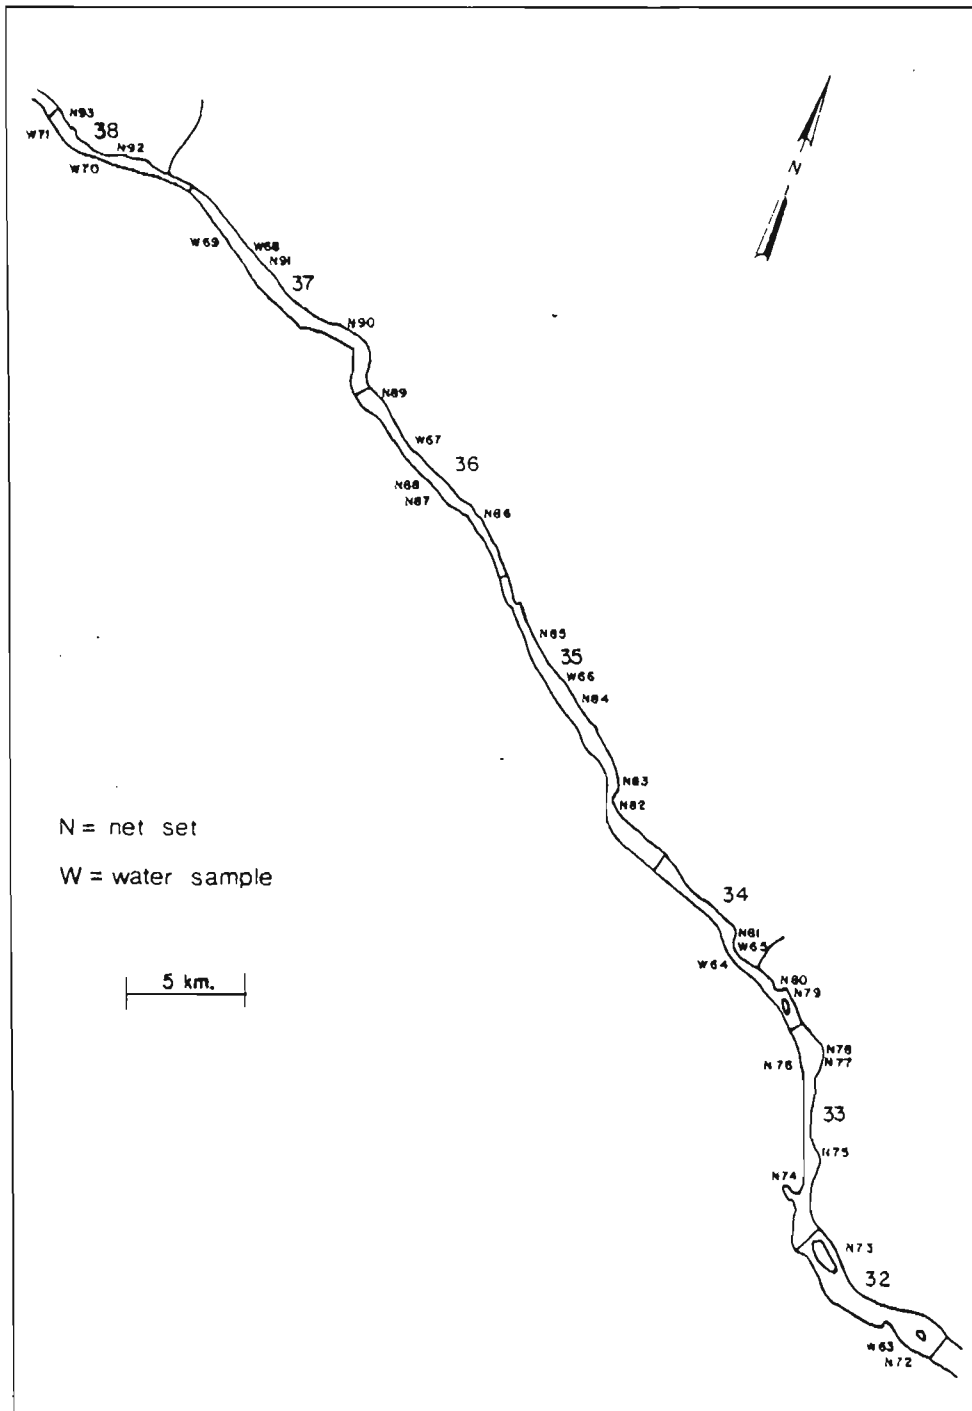 N93
38
W71
N92
W70
N
W69
W68
N91
37
N90
N89
W67
36
N88
N87
N86
N85
35
W66
N84
N83
N82
N = net set
W = water sample
34
N81
W65
W64
5 km.
N80
N79
N78
N76
N77
33
N75
N74
N73
32
W63
N72